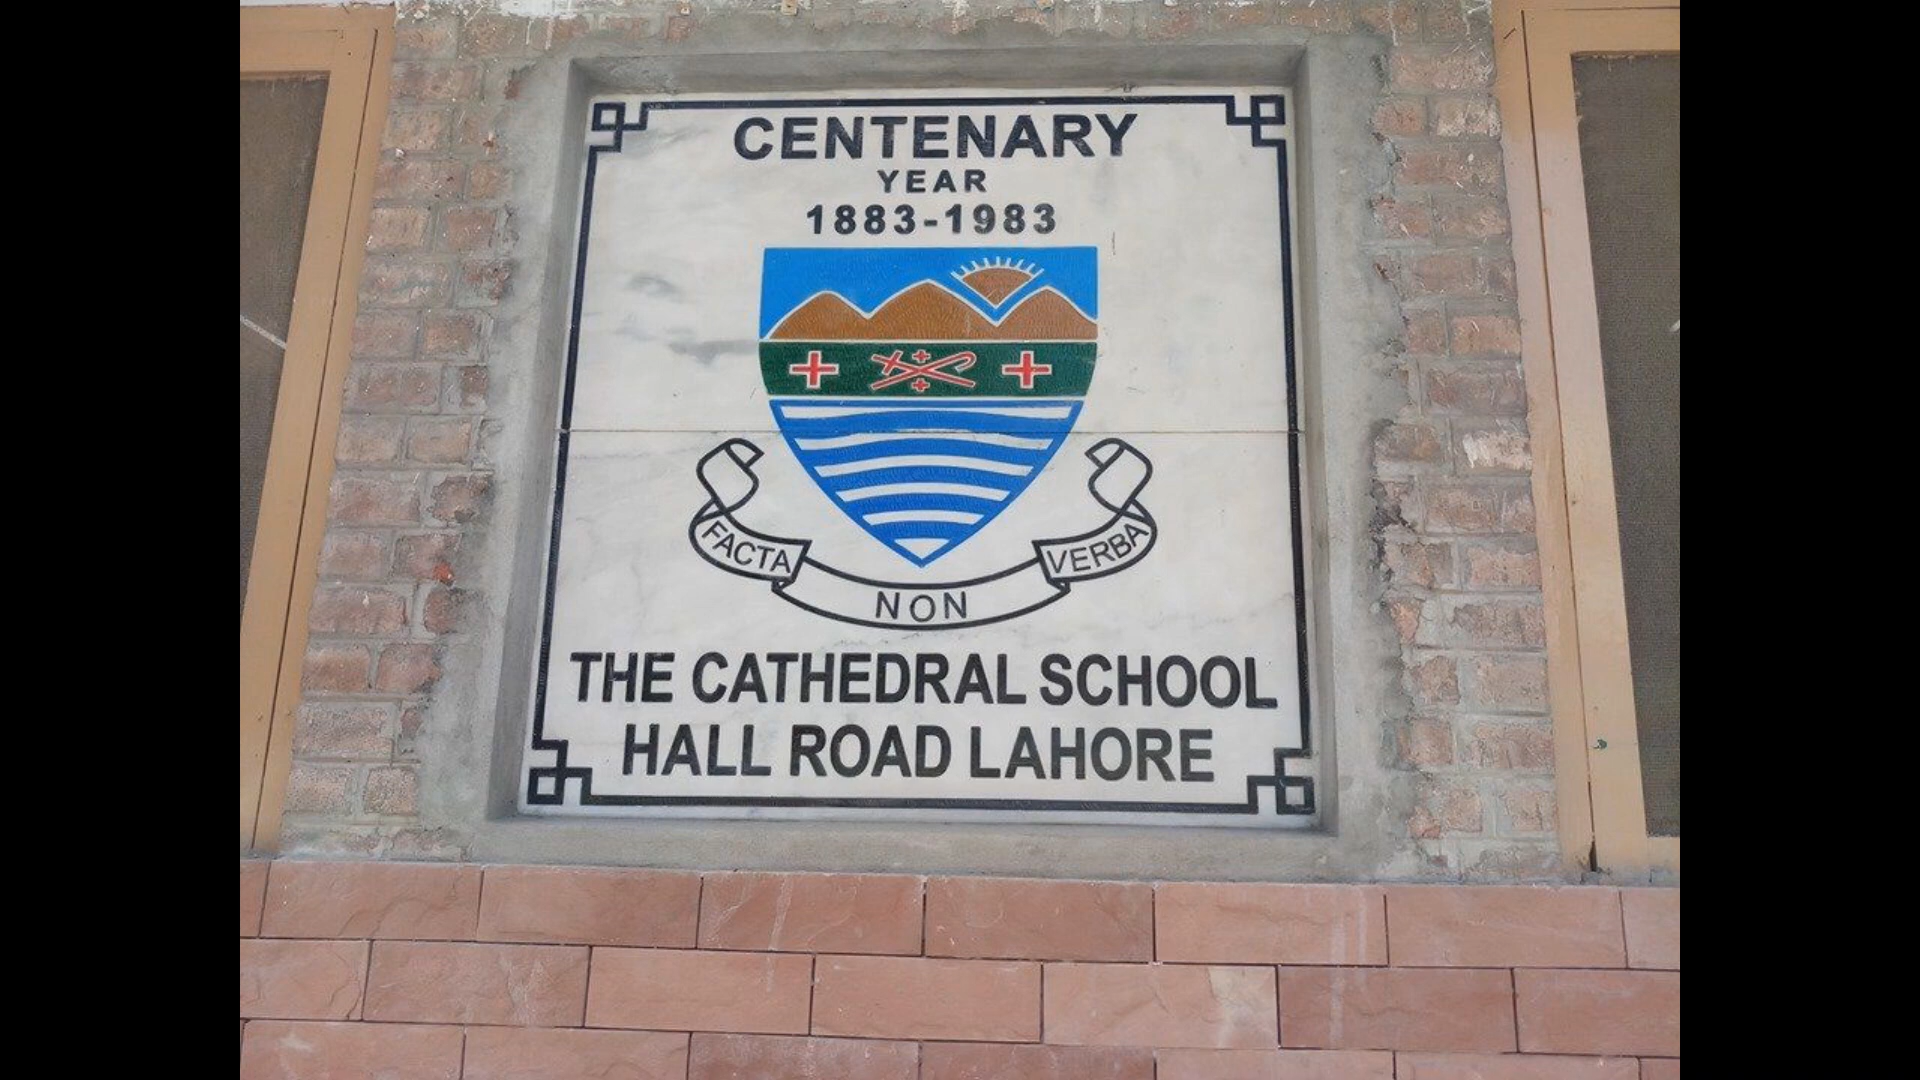 CENTENARY
YEAR
1883-1983
FACTA NON VERBA
THE CATHEDRAL SCHOOL
HALL ROAD LAHORE